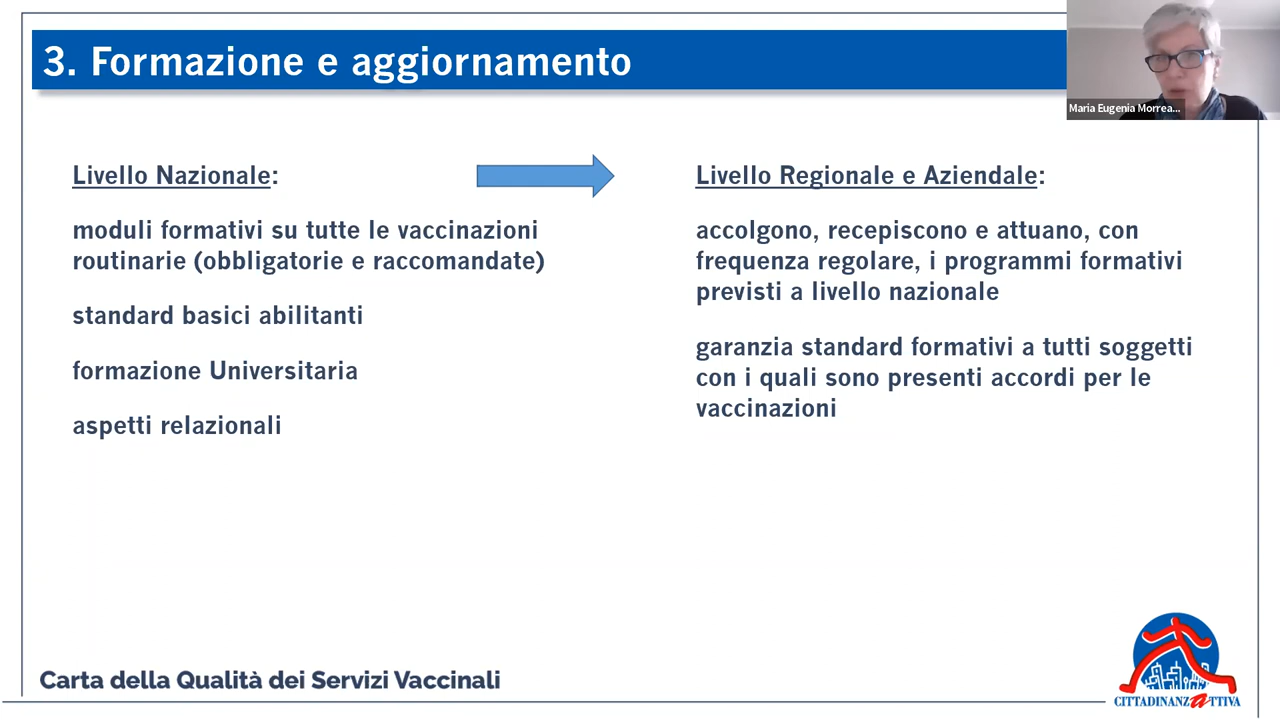 3. Formazione e aggiornamento
Maria Eugenia Morrea...
Livello Nazionale:
moduli formativi su tutte le vaccinazioni
routinarie (obbligatorie e raccomandate)
standard basici abilitanti
formazione Universitaria
aspetti relazionali
Livello Regionale e Aziendale:
accolgono, recepiscono e attuano, con
frequenza regolare, i programmi formativi
previsti a livello nazionale
garanzia standard formativi a tutti soggetti
con i quali sono presenti accordi per le
vaccinazioni
Carta della Qualità dei Servizi Vaccinali
CITTADINANZATTIVA